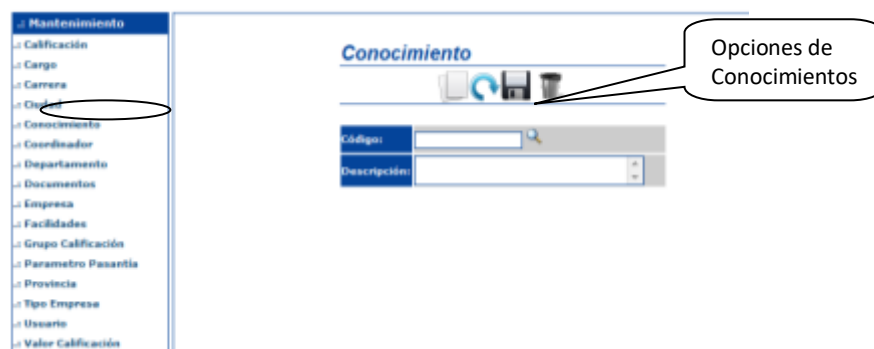 .: Mantenimiento
.: Calificación
.: Cargo
.: Carrera
.: Ciudad
.: Conocimiento
.: Coordinador
.: Departamento
.: Documentos
.: Empresa
.: Facilidades
.: Grupo Calificación
.: Parametro Pasantía
.: Provincia
.: Tipo Empresa
.: Usuario
.: Valor Calificación
Conocimiento
Código:
Descripción:
Opciones de
Conocimientos